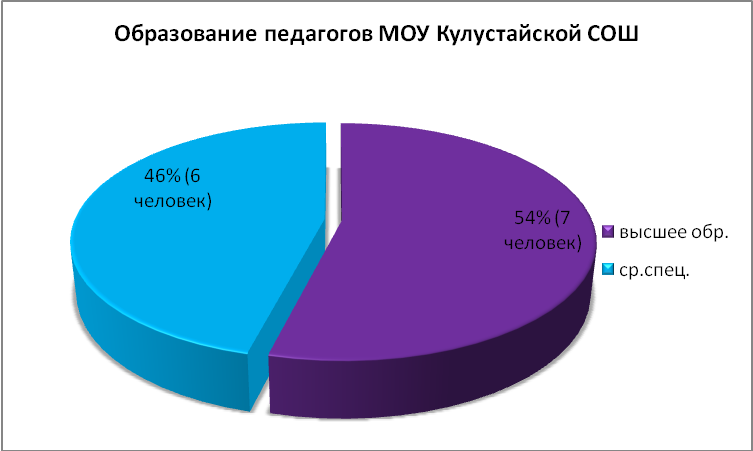 Образование педагогов МОУ Кулустайской СОШ
46% (6
человек)
54% (7
человек)
высшее обр.
ср.спец.